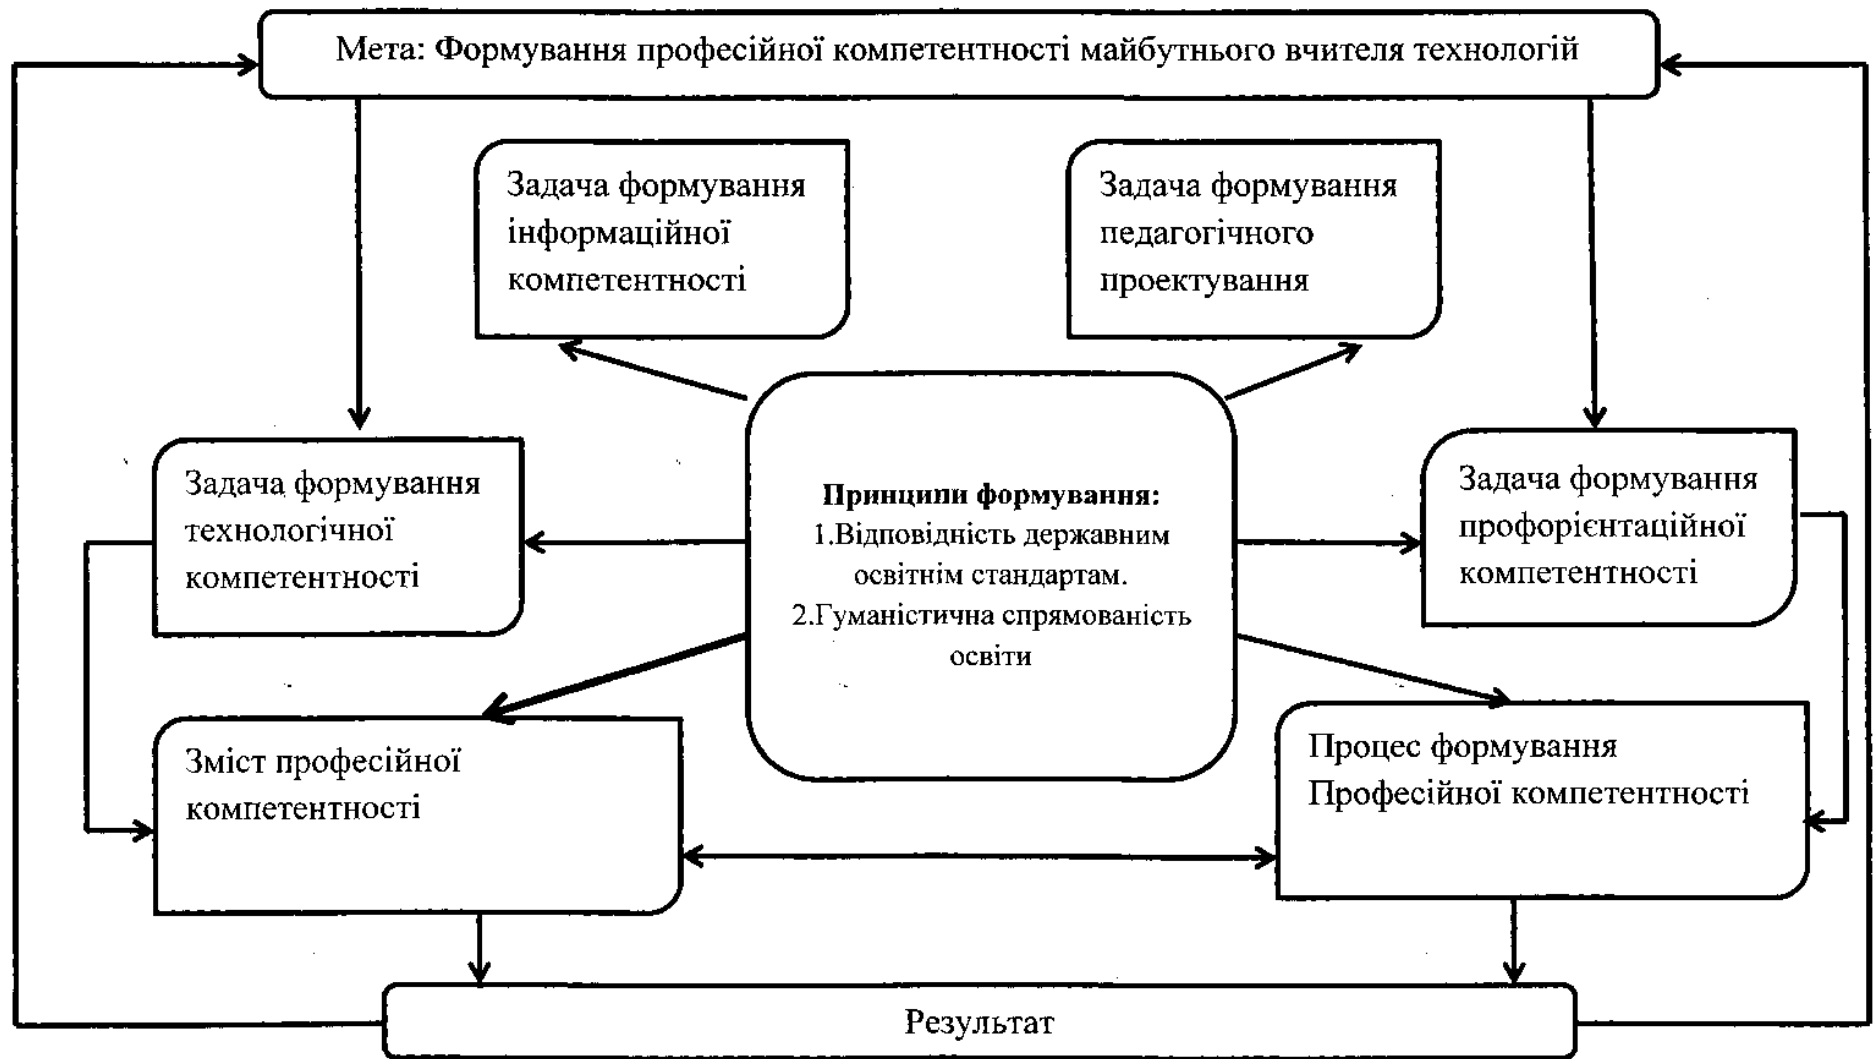 Мета: Формування професійної компетентності майбутнього вчителя технологій
Задача формування
інформаційної
компетентності
Задача формування
педагогічного
проектування
Задача формування
технологічної
компетентності
Принципи формування:
1.Відповідність державним
освітнім стандартам.
2.Гуманістична спрямованість
освіти
Задача формування
профорієнтаційної
компетентності
Зміст професійної
компетентності
Процес формування
Професійної компетентності
Результат